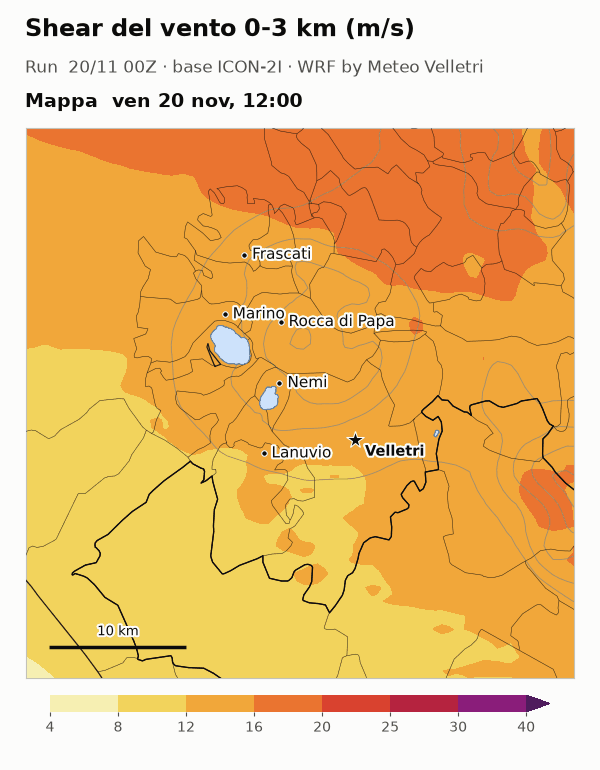 Shear del vento 0-3 km (m/s)
Run  20/11 00Z · base ICON-2I · WRF by Meteo Velletri
Mappa  ven 20 nov, 12:00
Frascati
Marino
Rocca di Papa
Nemi
Velletri
Lanuvio
10 km
4 8 12 16 20 25 30 40